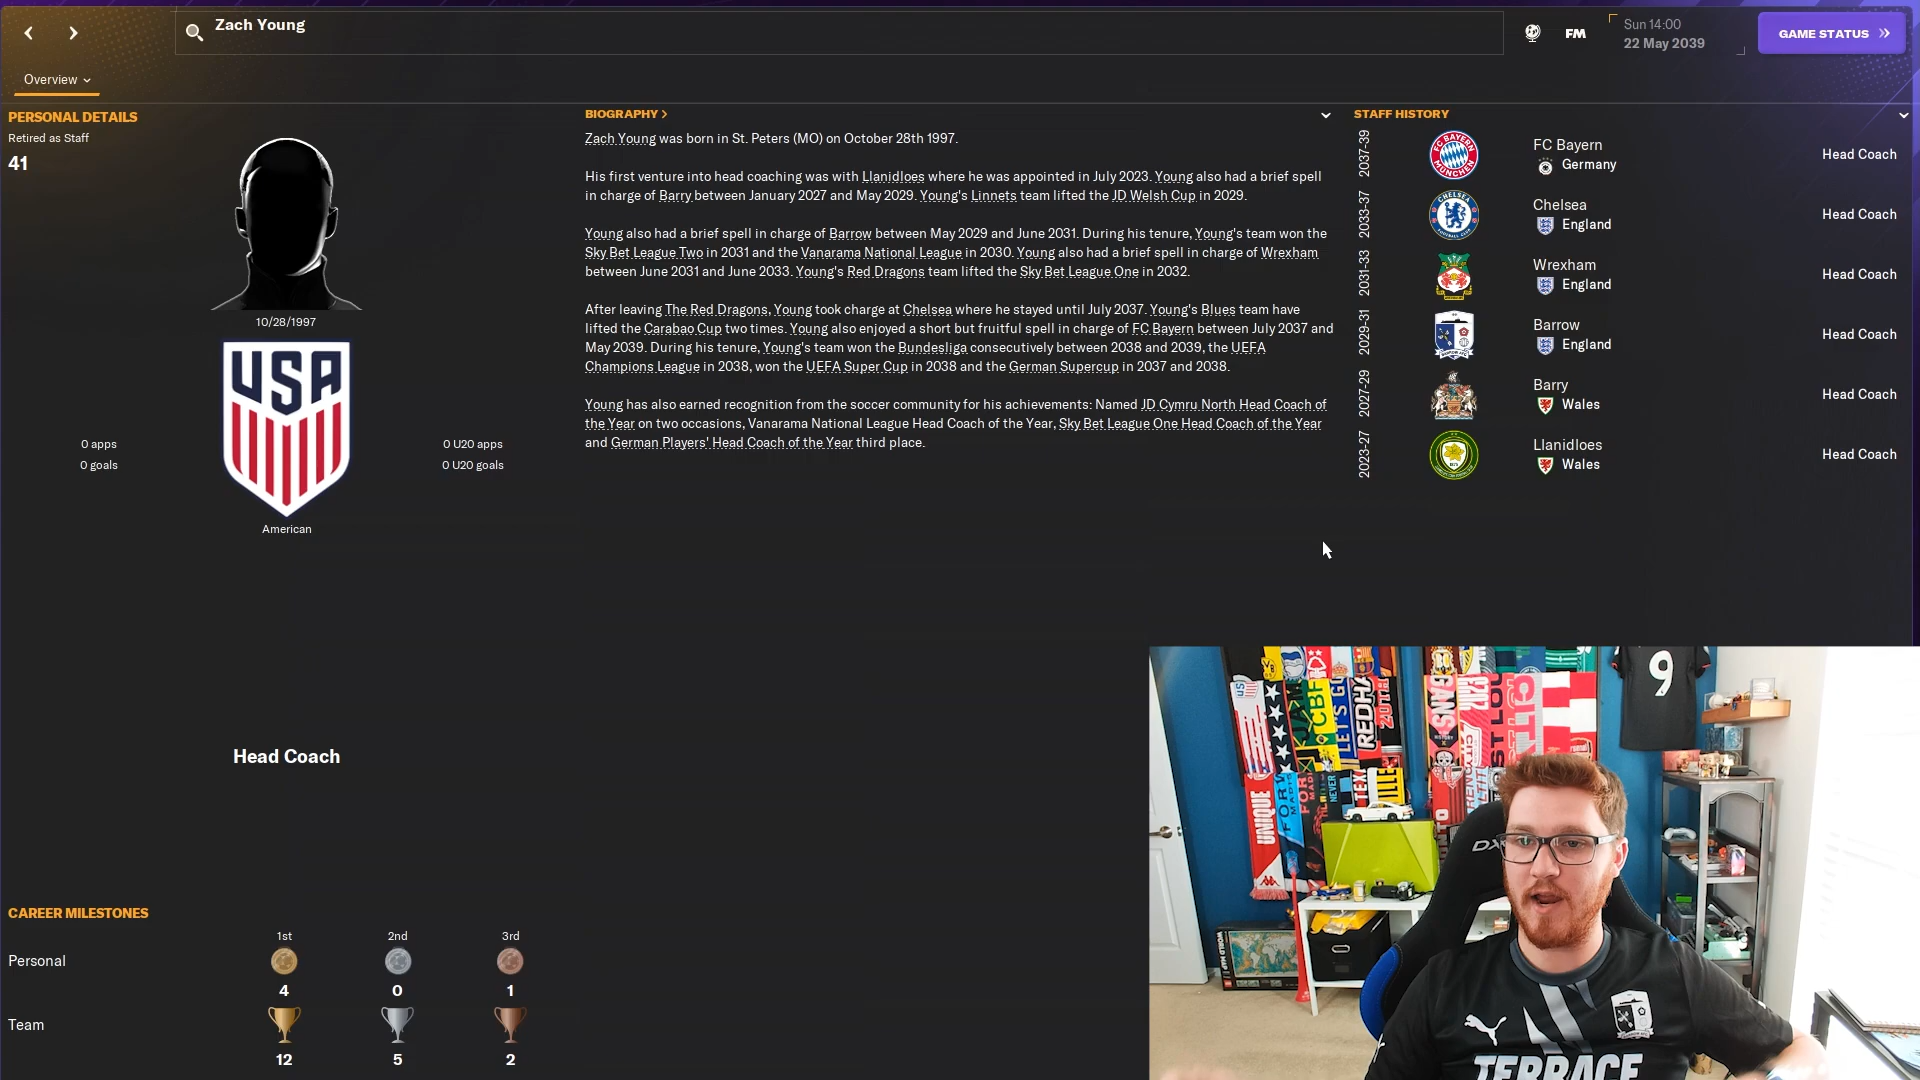 Zach Young
FM
Sun 14:00
22 May 2039
GAME STATUS
Overview
PERSONAL DETAILS
Retired as Staff
41
10/28/1997
USA
0 apps
0 goals
0 U20 apps
0 U20 goals
American
Head Coach
CAREER MILESTONES
1st 2nd 3rd
Personal
4 0 1
Team
12 5 2
BIOGRAPHY >
Zach Young was born in St. Peters (MO) on October 28th 1997.
His first venture into head coaching was with Llanidloes where he was appointed in July 2023. Young also had a brief spell
in charge of Barry between January 2027 and May 2029. Young's Linnets team lifted the JD Welsh Cup in 2029.
Young also had a brief spell in charge of Barrow between May 2029 and June 2031. During his tenure, Young's team won the
Sky Bet League Two in 2031 and the Vanarama National League in 2030. Young also had a brief spell in charge of Wrexham
between June 2031 and June 2033. Young's Red Dragons team lifted the Sky Bet League One in 2032.
After leaving The Red Dragons, Young took charge at Chelsea where he stayed until July 2037. Young's Blues team have
lifted the Carabao Cup two times. Young also enjoyed a short but fruitful spell in charge of FC Bayern between July 2037 and
May 2039. During his tenure, Young's team won the Bundesliga consecutively between 2038 and 2039, the UEFA
Champions League in 2038, won the UEFA Super Cup in 2038 and the German Supercup in 2037 and 2038.
Young has also earned recognition from the soccer community for his achievements: Named JD Cymru North Head Coach of
the Year on two occasions, Vanarama National League Head Coach of the Year, Sky Bet League One Head Coach of the Year
and German Players' Head Coach of the Year third place.
STAFF HISTORY
2037-39
FC BAYERN MÜNCHEN
FC Bayern
Germany
Head Coach
2033-37
Chelsea
England
Head Coach
2031-33
Wrexham
England
Head Coach
2029-31
Barrow
England
Head Coach
2027-29
Barry
Wales
Head Coach
2023-27
Llanidloes
Wales
Head Coach
9
CBF
LET'S GO
REDHA
2018
GANS
CITY
UNIQUE
NEVER
WORLD MAP
DX
TERRACE